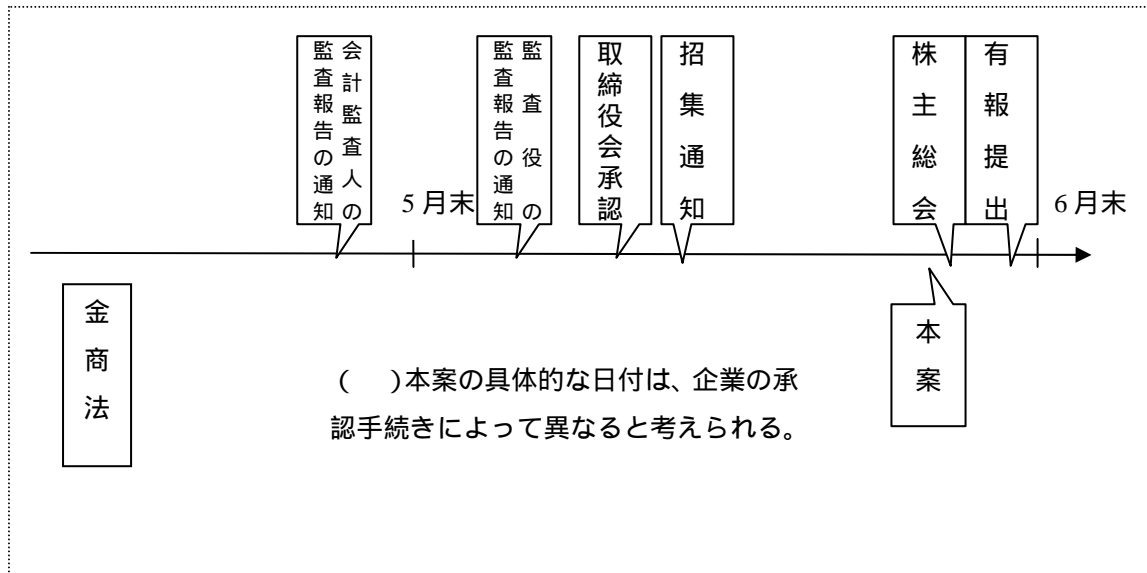 会計監査人の
監査報告の通知
5月末
監査役の
監査報告の通知
取締役会承認
招集通知
株主総会
有報提出
6月末
金商法
本案
(　)本案の具体的な日付は、企業の承
認手続きによって異なると考えられる。